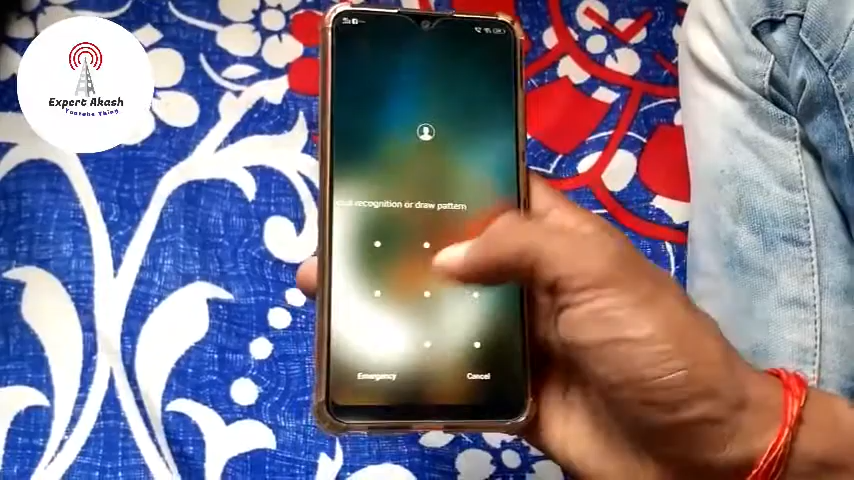 Expert Akash
Youtube Thing
recognition or draw pattern
Emergency
Cancel